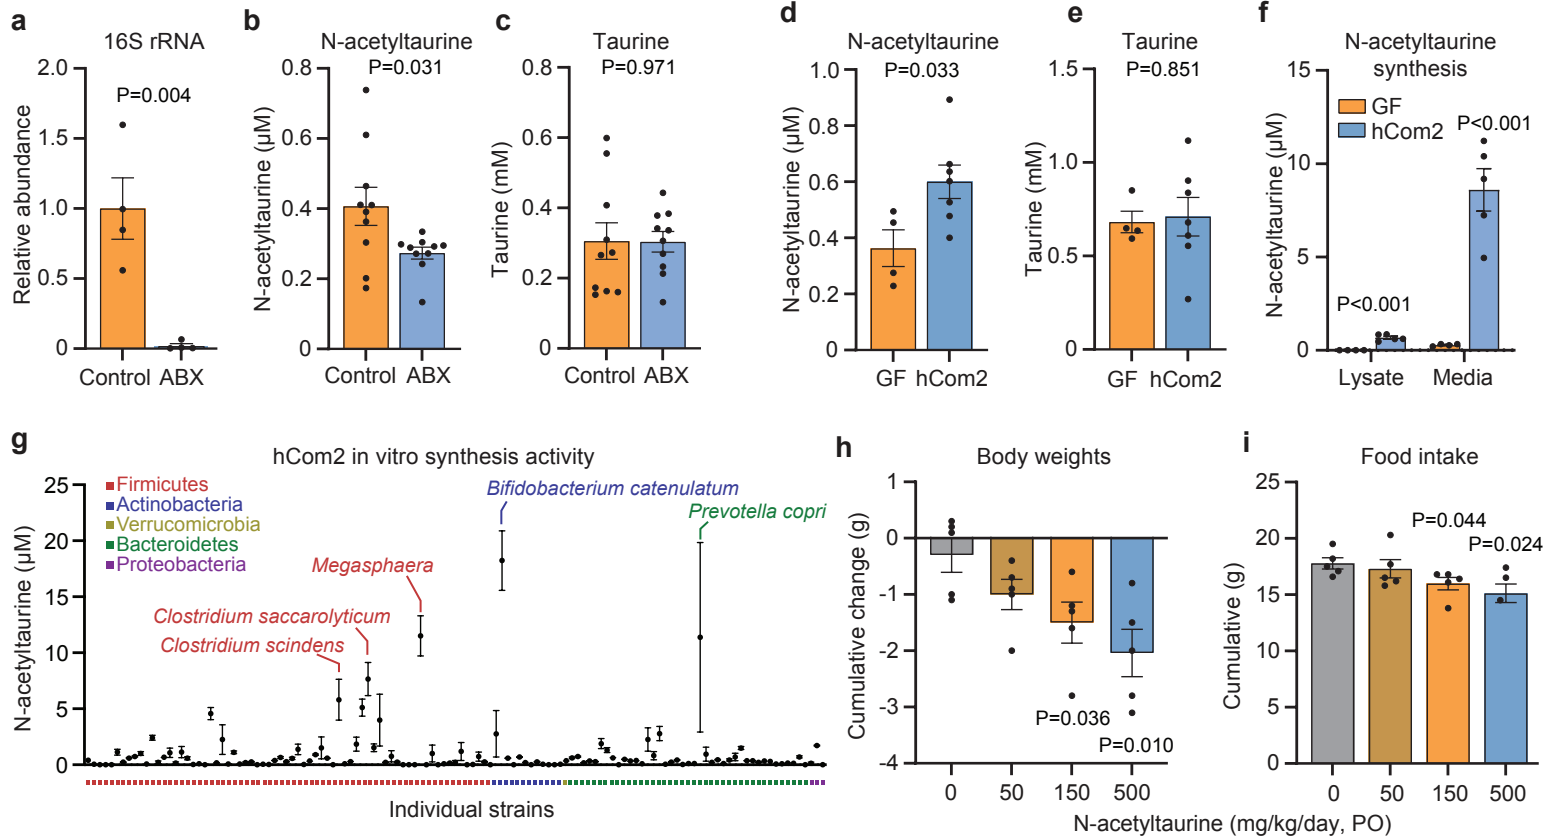 a
16S rRNA
P=0.004
Relative abundance
2.0
1.5
1.0
0.5
0
Control ABX
b
N-acetyltaurine
P=0.031
N-acetyltaurine (μM)
0.8
0.6
0.4
0.2
0
Control ABX
c
Taurine
P=0.971
Taurine (mM)
0.8
0.6
0.4
0.2
0
Control ABX
d
N-acetyltaurine
P=0.033
N-acetyltaurine (μM)
1.0
0.8
0.6
0.4
0.2
0
GF hCom2
e
Taurine
P=0.851
Taurine (mM)
1.5
1.0
0.5
0
GF hCom2
f
N-acetyltaurine
synthesis
GF
hCom2
P<0.001
P<0.001
N-acetyltaurine (μM)
15
10
5
0
Lysate Media
g
hCom2 in vitro synthesis activity
Firmicutes
Actinobacteria
Verrucomicrobia
Bacteroidetes
Proteobacteria
Bifidobacterium catenulatum
Prevotella copri
Megasphaera
Clostridium saccarolyticum
Clostridium scindens
N-acetyltaurine (μM)
25
20
15
10
5
0
Individual strains
h
Body weights
Cumulative change (g)
1
0
-1
-2
-3
-4
P=0.036
P=0.010
0 50 150 500
i
Food intake
P=0.044
P=0.024
Cumulative (g)
25
20
15
10
5
0
0 50 150 500
N-acetyltaurine (mg/kg/day, PO)